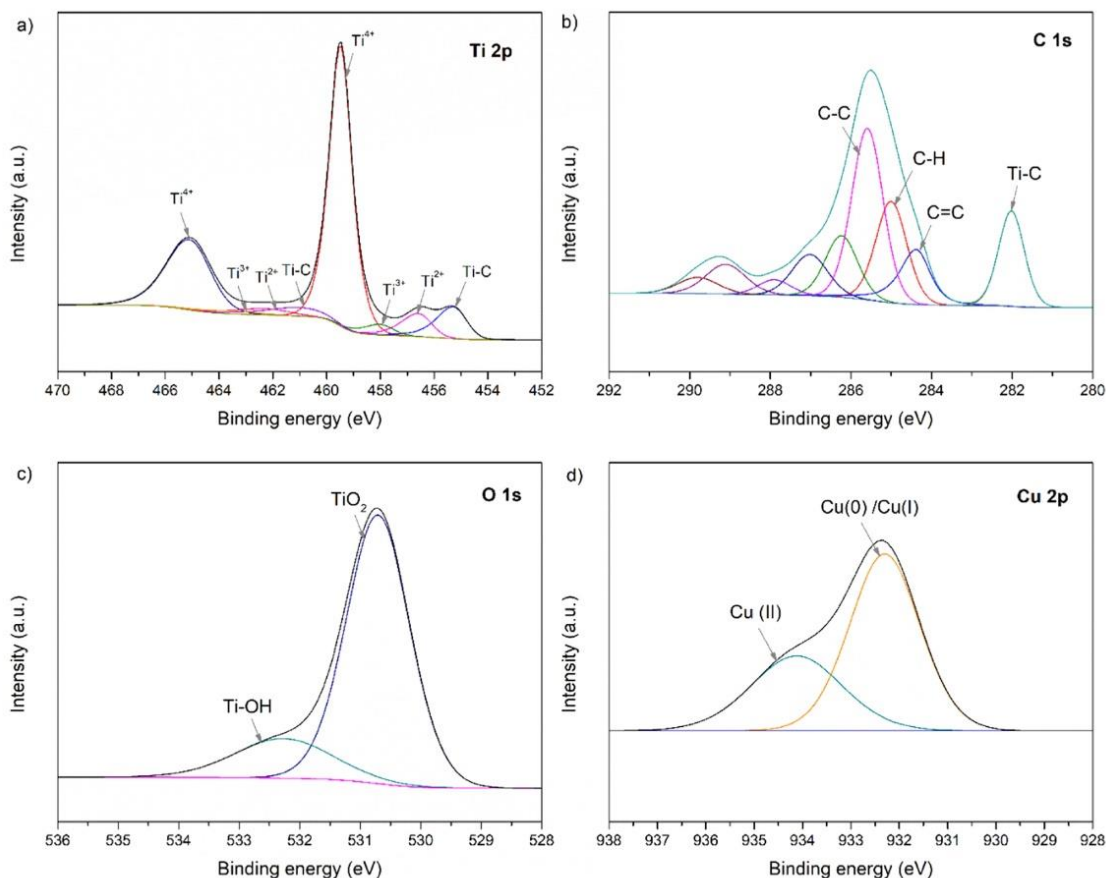 a)
Ti 2p
Ti⁴⁺
Ti⁴⁺
Ti³⁺
Ti²⁺
Ti-C
Ti³⁺
Ti²⁺
Ti-C
Intensity (a.u.)
470 468 466 464 462 460 458 456 454 452
Binding energy (eV)
b)
C 1s
C-C
C-H
C=C
Ti-C
Intensity (a.u.)
292 290 288 286 284 282 280
Binding energy (eV)
c)
O 1s
TiO₂
Ti-OH
Intensity (a.u.)
536 535 534 533 532 531 530 529 528
Binding energy (eV)
d)
Cu 2p
Cu(0) /Cu(I)
Cu (II)
Intensity (a.u.)
938 937 936 935 934 933 932 931 930 929 928
Binding energy (eV)